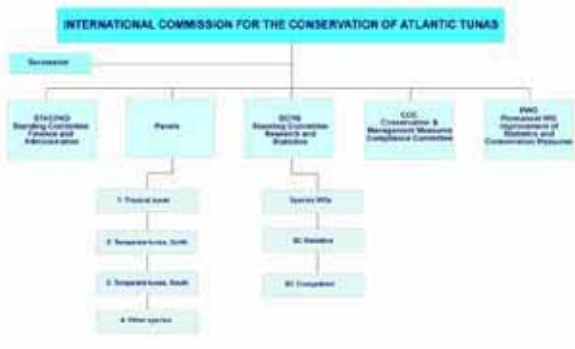 INTERNATIONAL COMMISSION FOR THE CONSERVATION OF ATLANTIC TUNAS
Secretariat
STACFAD
Standing Committee
Finance and
Administration
Panels
SCRS
Standing Committee
Research and
Statistics
COC
Conservation &
Management Measures
Compliance Committee
PWG
Permanent WG
Improvement of
Statistics and
Conservation Measures
1- Tropical tunas
2- Temperate tunas, North
3- Temperate tunas, South
4- Other species
Species WGs
SC Statistics
SC